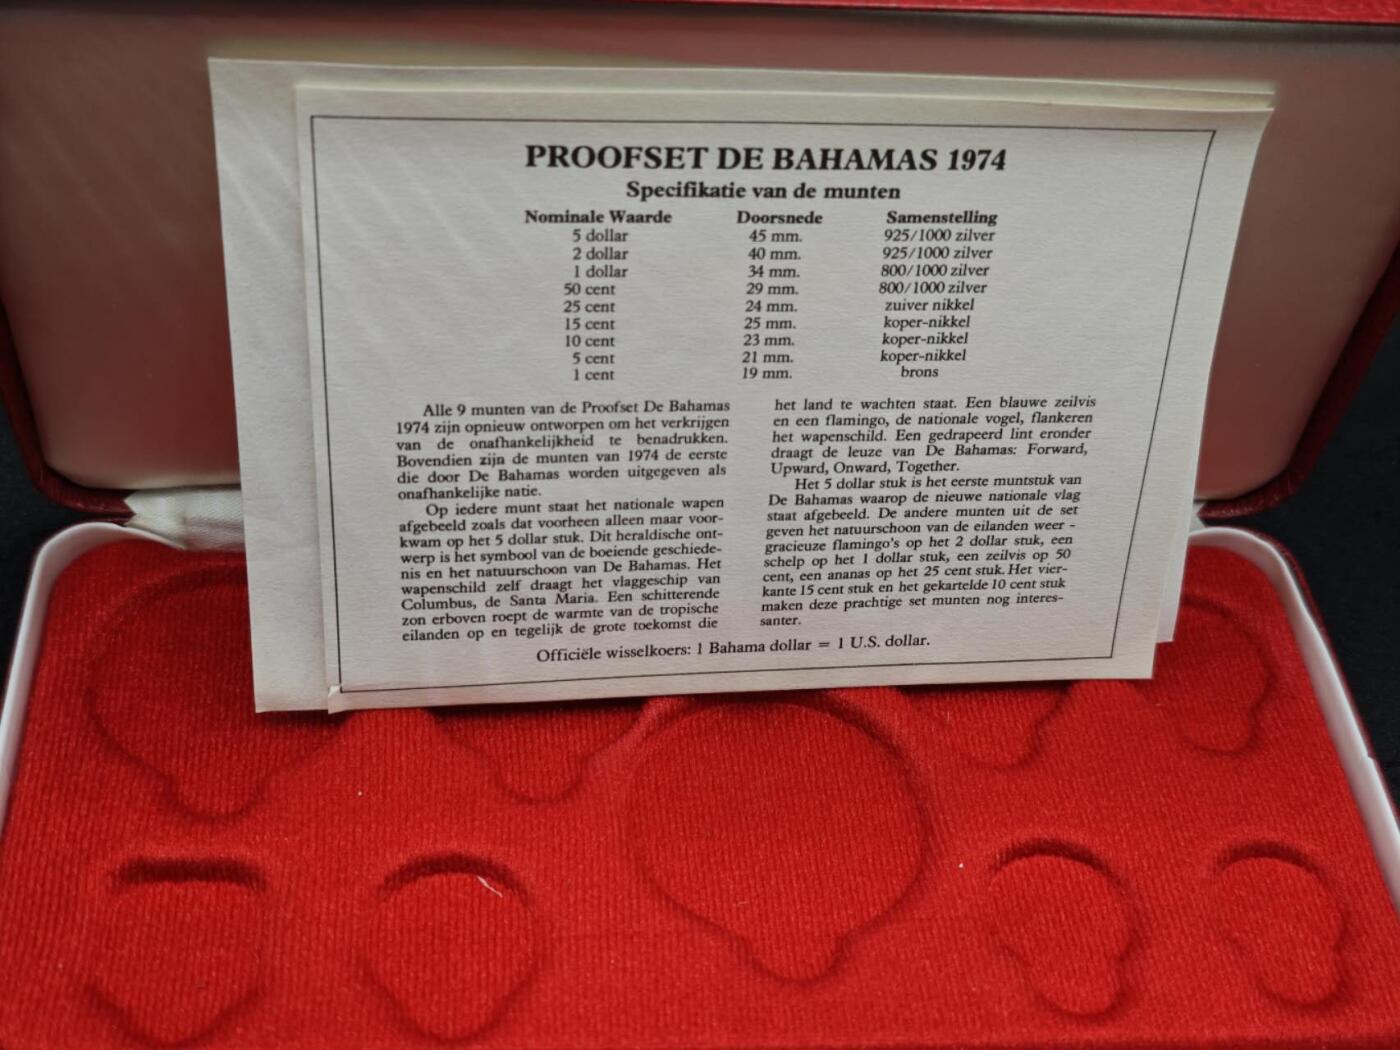 PROOFSET DE BAHAMAS 1974
Specifikatie van de munten
Nominale Waarde Doorsnede Samenstelling
5 dollar 45 mm. 925/1000 zilver
2 dollar 40 mm. 925/1000 zilver
1 dollar 34 mm. 800/1000 zilver
50 cent 29 mm. 800/1000 zilver
25 cent 24 mm. zuiver nikkel
15 cent 25 mm. koper-nikkel
10 cent 23 mm. koper-nikkel
5 cent 21 mm. koper-nikkel
1 cent 19 mm. brons
Alle 9 munten van de Proofset De Bahamas
1974 zijn opnieuw ontworpen om het verkrijgen
van de onafhankelijkheid te benadrukken.
Bovendien zijn de munten van 1974 de eerste
die door De Bahamas worden uitgegeven als
onafhankelijke natie.
Op iedere munt staat het nationale wapen
afgebeeld zoals dat voorheen alleen maar voor-
kwam op het 5 dollar stuk. Dit heraldische ont-
werp is het symbool van de boeiende geschiede-
nis en het natuurschoon van De Bahamas. Het
wapenschild zelf draagt het vlaggeschip van
Columbus, de Santa Maria. Een schitterende
zon erboven roept de warmte van de tropische
eilanden op en tegelijk de grote toekomst die
het land te wachten staat. Een blauwe zeilvis
en een flamingo, de nationale vogel, flankeren
het wapenschild. Een gedrapeerd lint eronder
draagt de leuze van De Bahamas: Forward,
Upward, Onward, Together.
Het 5 dollar stuk is het eerste muntstuk van
De Bahamas waarop de nieuwe nationale vlag
staat afgebeeld. De andere munten uit de set
geven het natuurschoon van de eilanden weer -
gracieuze flamingo's op het 2 dollar stuk, een
schelp op het 1 dollar stuk, een zeilvis op 50
cent, een ananas op het 25 cent stuk. Het vier-
kante 15 cent stuk en het gekartelde 10 cent stuk
maken deze prachtige set munten nog interes-
santer.
Officiële wisselkoers: 1 Bahama dollar = 1 U.S. dollar.